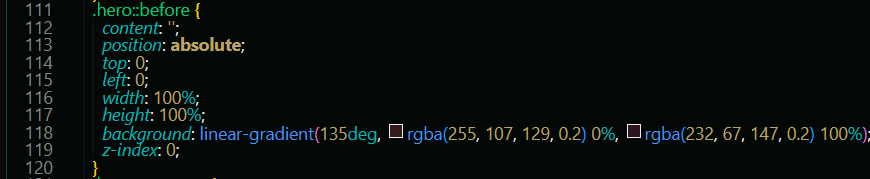 111 .hero::before {
112 content: '';
113 position: absolute;
114 top: 0;
115 left: 0;
116 width: 100%;
117 height: 100%;
118 background: linear-gradient(135deg, rgba(255, 107, 129, 0.2) 0%, rgba(232, 67, 147, 0.2) 100%);
119 z-index: 0;
120 }